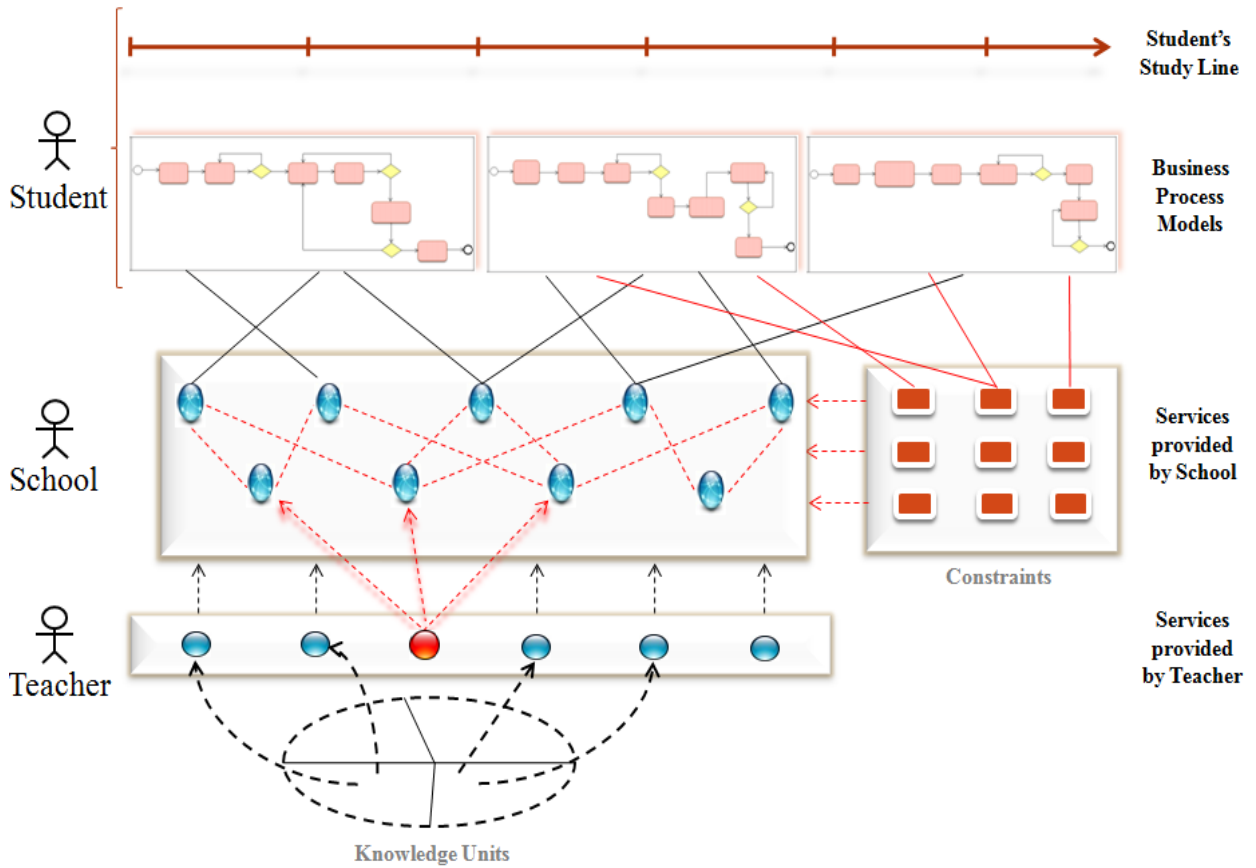 Student's
Study Line
Student
Business
Process
Models
School
Services
provided
by School
Constraints
Teacher
Services
provided
by Teacher
Knowledge Units